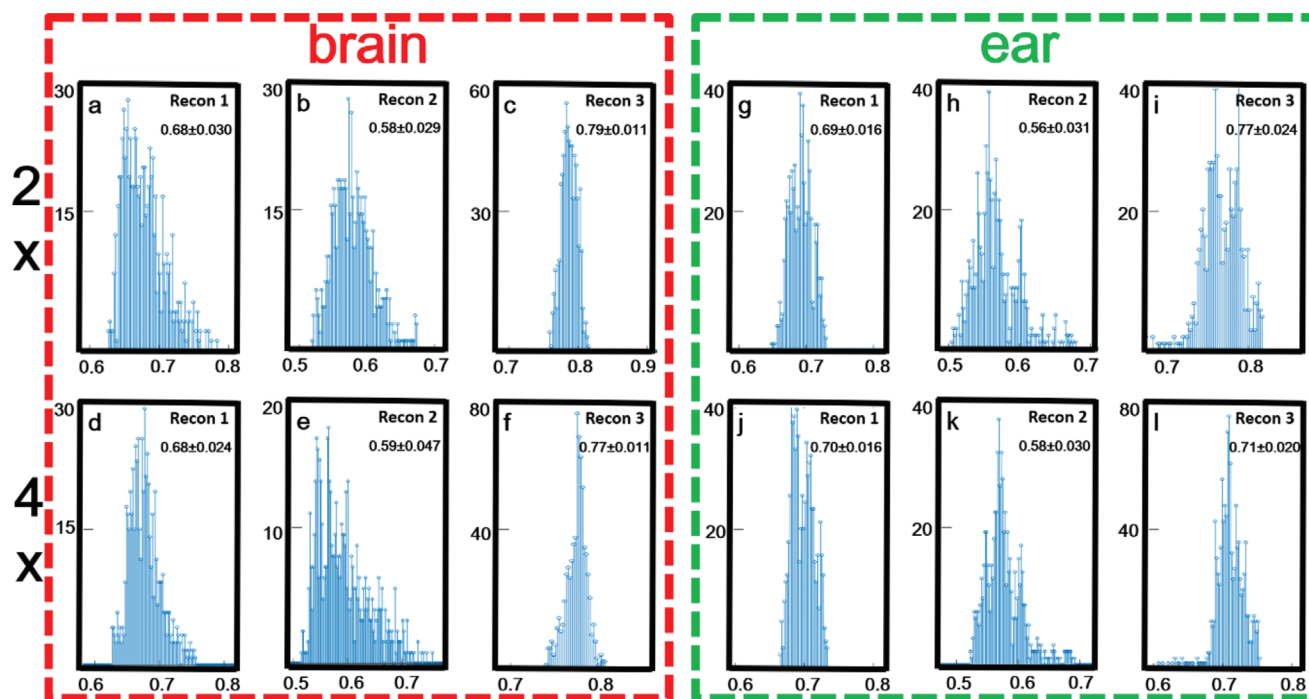 brain
ear
2 x
4 x
a
Recon 1
0.68±0.030
30
15
0.6 0.7 0.8
b
Recon 2
0.58±0.029
30
15
0.5 0.6 0.7
c
Recon 3
0.79±0.011
60
30
0.7 0.8 0.9
g
Recon 1
0.69±0.016
40
20
0.6 0.7 0.8
h
Recon 2
0.56±0.031
40
20
0.5 0.6 0.7
i
Recon 3
0.77±0.024
40
20
0.7 0.8
d
Recon 1
0.68±0.024
30
15
0.6 0.7 0.8
e
Recon 2
0.59±0.047
20
10
0.5 0.6 0.7
f
Recon 3
0.77±0.011
80
40
0.7 0.8
j
Recon 1
0.70±0.016
40
20
0.6 0.7 0.8
k
Recon 2
0.58±0.030
40
20
0.5 0.6 0.7
l
Recon 3
0.71±0.020
80
40
0.6 0.7 0.8